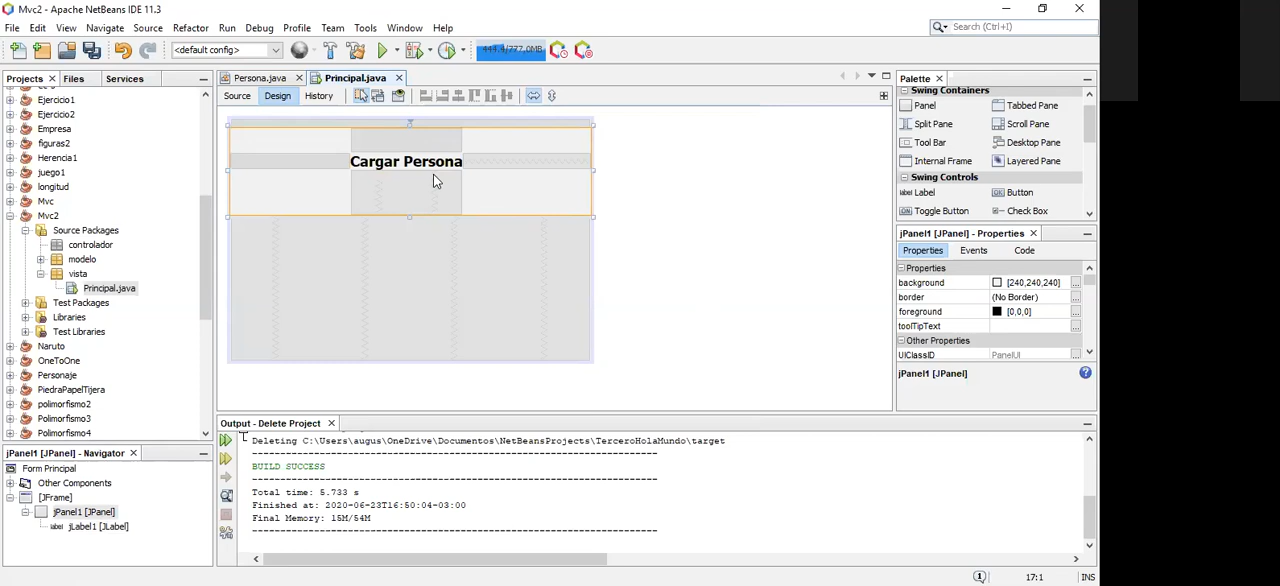 Mvc2 - Apache NetBeans IDE 11.3
File Edit View Navigate Source Refactor Run Debug Profile Team Tools Window Help
Search (Ctrl+I)
<default config>
Projects Files Services
Ejercicio1
Ejercicio2
Empresa
figuras2
Herencia1
juego1
longitud
Mvc
Mvc2
Source Packages
controlador
modelo
vista
Principal.java
Test Packages
Libraries
Test Libraries
Naruto
OneToOne
Personaje
PiedraPapelTijera
polimorfismo2
Polimorfismo3
Polimorfismo4
jPanel1 [JPanel] - Navigator
Form Principal
Other Components
[JFrame]
jPanel1 [JPanel]
label jLabel1 [JLabel]
Persona.java Principal.java
Source Design History
Cargar Persona
Output - Delete Project
Deleting C:\Users\augus\OneDrive\Documentos\NetBeansProjects\TerceroHolaMundo\target
------------------------------------------------------------------------
BUILD SUCCESS
------------------------------------------------------------------------
Total time: 5.733 s
Finished at: 2020-06-23T16:50:04-03:00
Final Memory: 15M/54M
------------------------------------------------------------------------
Palette
Swing Containers
Panel Tabbed Pane
Split Pane Scroll Pane
Tool Bar Desktop Pane
Internal Frame Layered Pane
Swing Controls
label Label OK Button
ON Toggle Button Check Box
jPanel1 [JPanel] - Properties
Properties Events Code
Properties
background [240,240,240]
border (No Border)
foreground [0,0,0]
toolTipText
Other Properties
UIClassID PanelUI
jPanel1 [JPanel]
1 17:1 INS